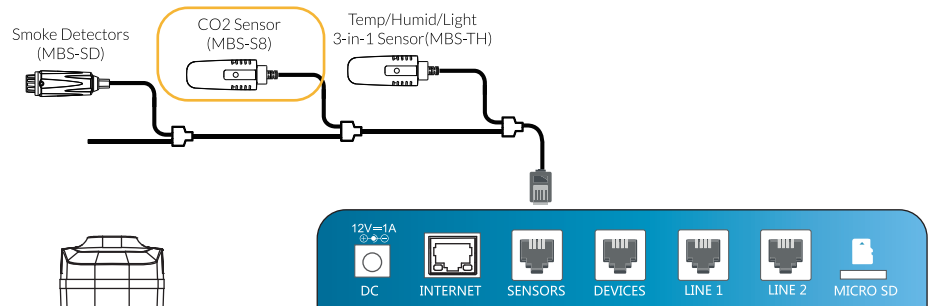 Smoke Detectors
(MBS-SD)
CO2 Sensor
(MBS-S8)
Temp/Humid/Light
3-in-1 Sensor(MBS-TH)
12V⎓1A
DC
INTERNET
SENSORS
DEVICES
LINE 1
LINE 2
MICRO SD